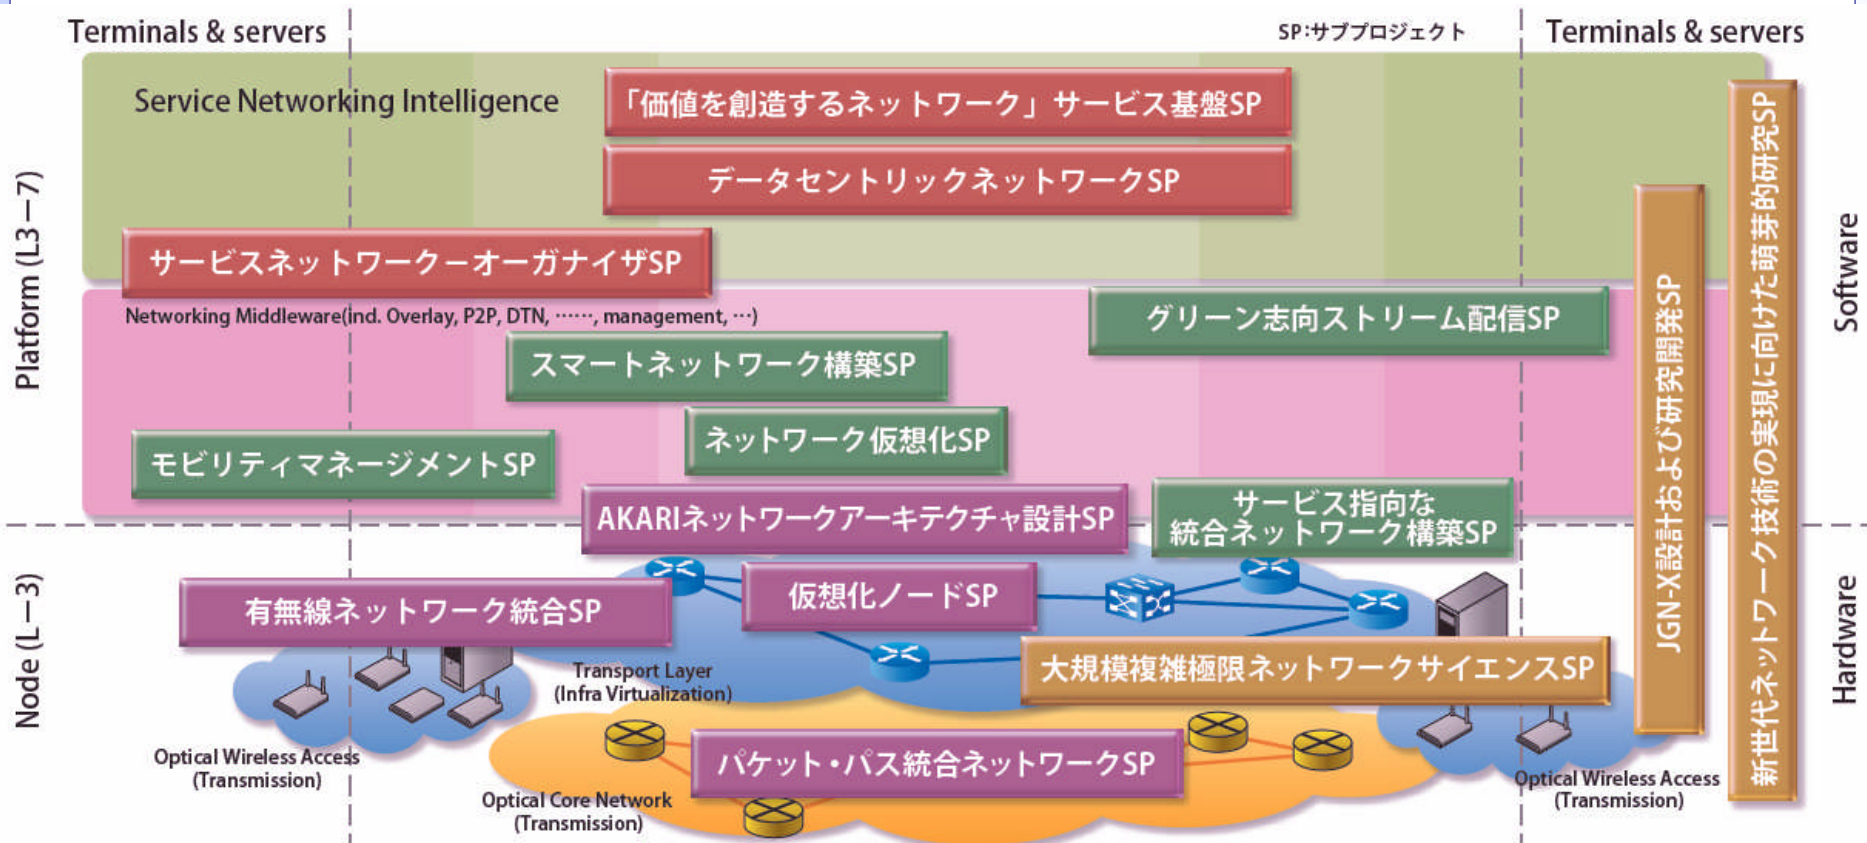 Terminals & servers
SP:サブプロジェクト
Terminals & servers
Service Networking Intelligence
「価値を創造するネットワーク」サービス基盤SP
データセントリックネットワークSP
サービスネットワーク－オーガナイザSP
Networking Middleware(ind. Overlay, P2P, DTN, ……, management, …)
グリーン志向ストリーム配信SP
スマートネットワーク構築SP
ネットワーク仮想化SP
モビリティマネージメントSP
AKARIネットワークアーキテクチャ設計SP
サービス指向な
統合ネットワーク構築SP
有無線ネットワーク統合SP
仮想化ノードSP
大規模複雑極限ネットワークサイエンスSP
Transport Layer
(Infra Virtualization)
パケット・パス統合ネットワークSP
Optical Wireless Access
(Transmission)
Optical Core Network
(Transmission)
Optical Wireless Access
(Transmission)
Platform (L3－7)
Node (L－3)
JGN-X設計および研究開発SP
新世代ネットワーク技術の実現に向けた萌芽的研究SP
Software
Hardware